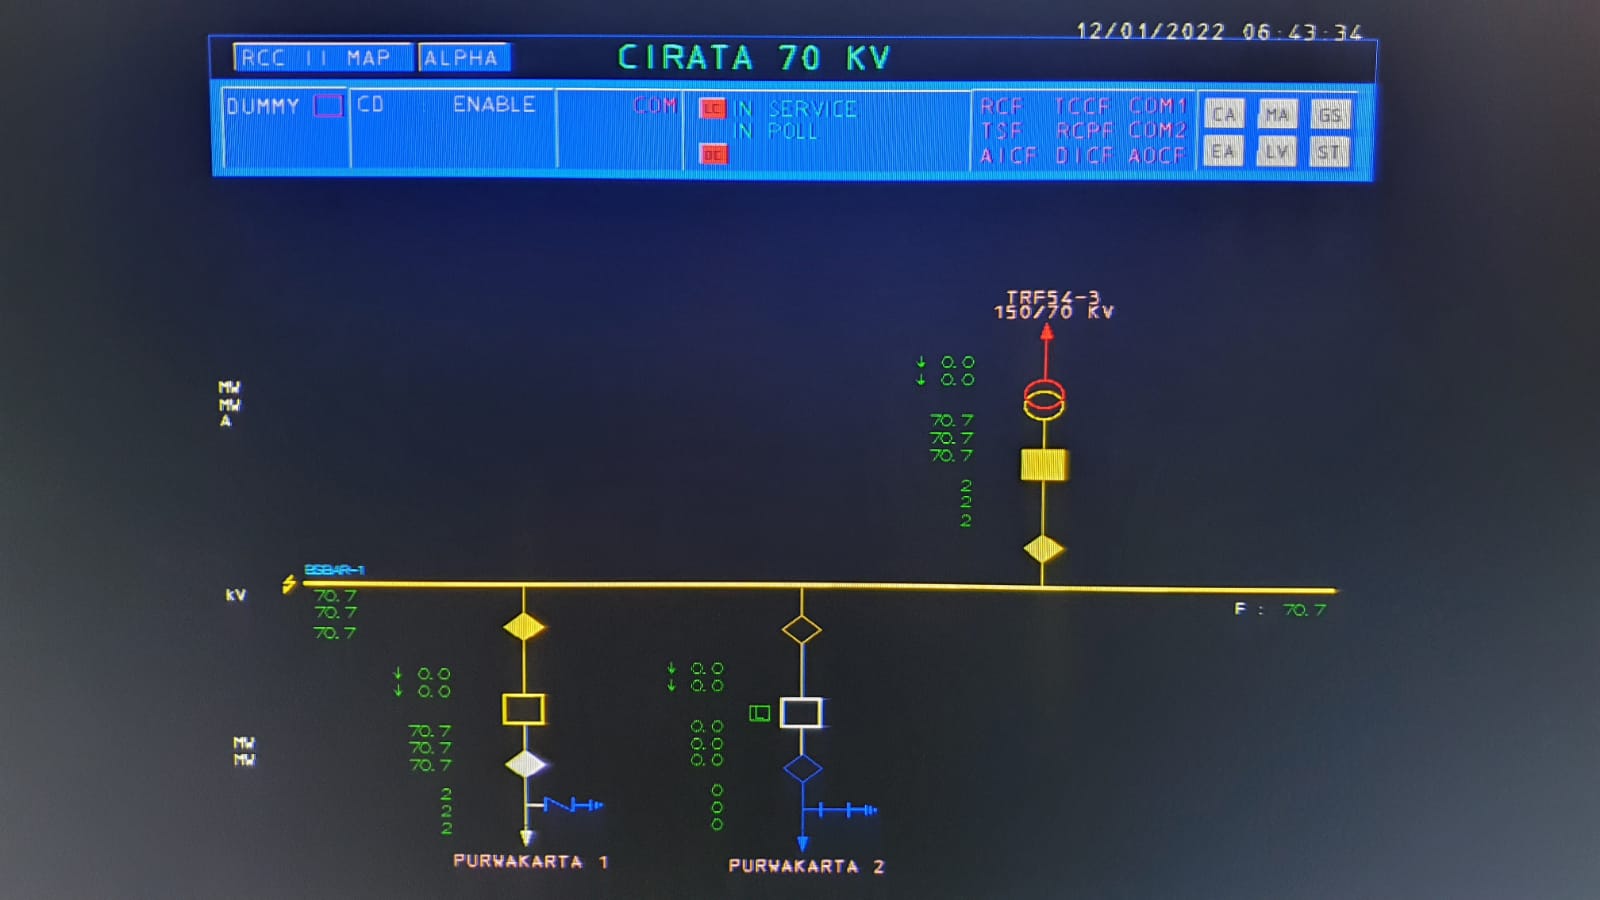 12/01/2022 06:43:34
RCC II MAP ALPHA CIRATA 70 KV
DUMMY CD ENABLE COM LC IN SERVICE RCF TCCF COM1 CA MA GS
IN POLL TSF RCPF COM2
AICF DICF AOCF EA LV ST
TRF54-3
150/70 KV
↓ 0.0
↓ 0.0
MW
MW
A
70.7
70.7
70.7
2
2
2
BSBAR-1
kV 70.7 F : 70.7
70.7
70.7
↓ 0.0 ↓ 0.0
↓ 0.0 ↓ 0.0
L
70.7 0.0
MW 70.7 0.0
MW 70.7 0.0
2 0
2 0
2 0
PURWAKARTA 1 PURWAKARTA 2